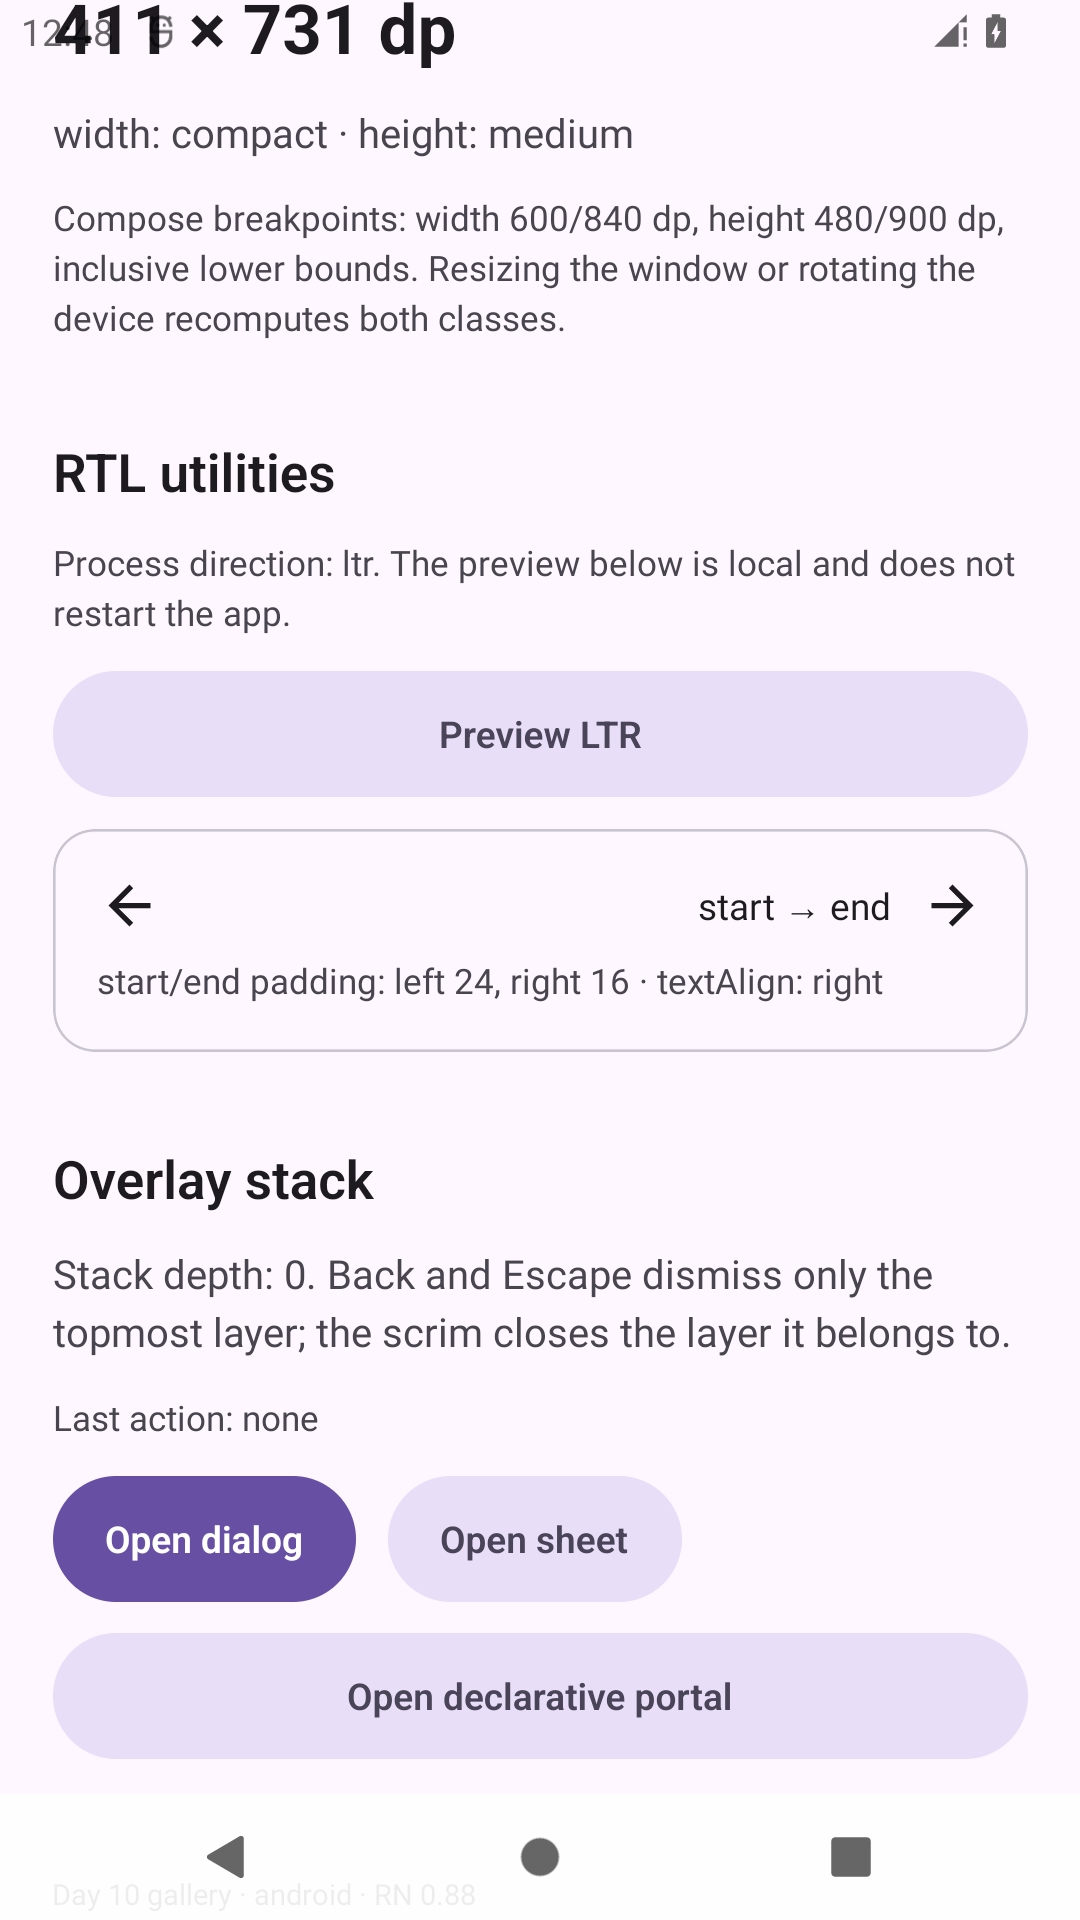 12:48
411 × 731 dp
width: compact · height: medium
Compose breakpoints: width 600/840 dp, height 480/900 dp,
inclusive lower bounds. Resizing the window or rotating the
device recomputes both classes.
RTL utilities
Process direction: ltr. The preview below is local and does not
restart the app.
Preview LTR
start → end
start/end padding: left 24, right 16 · textAlign: right
Overlay stack
Stack depth: 0. Back and Escape dismiss only the
topmost layer; the scrim closes the layer it belongs to.
Last action: none
Open dialog
Open sheet
Open declarative portal
Day 10 gallery · android · RN 0.88